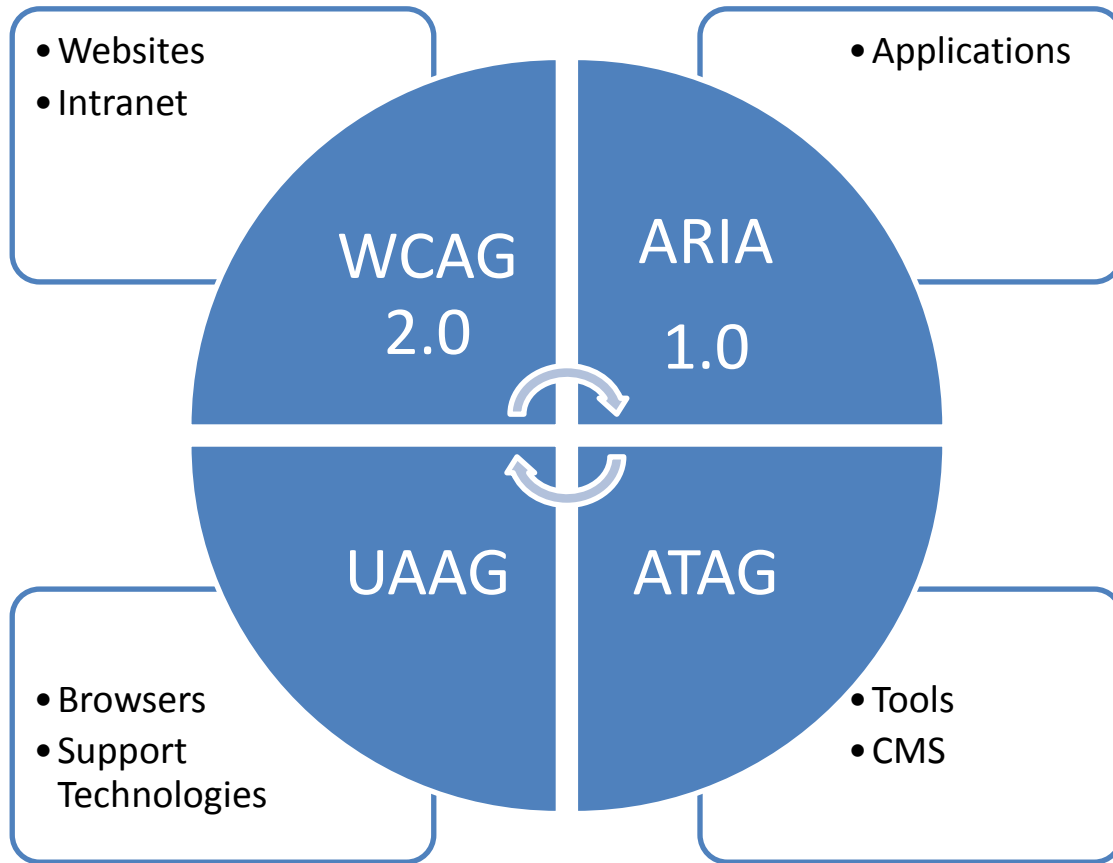 • Websites
• Intranet
• Applications
WCAG
2.0
ARIA
1.0
UAAG
ATAG
• Browsers
• Support
Technologies
• Tools
• CMS